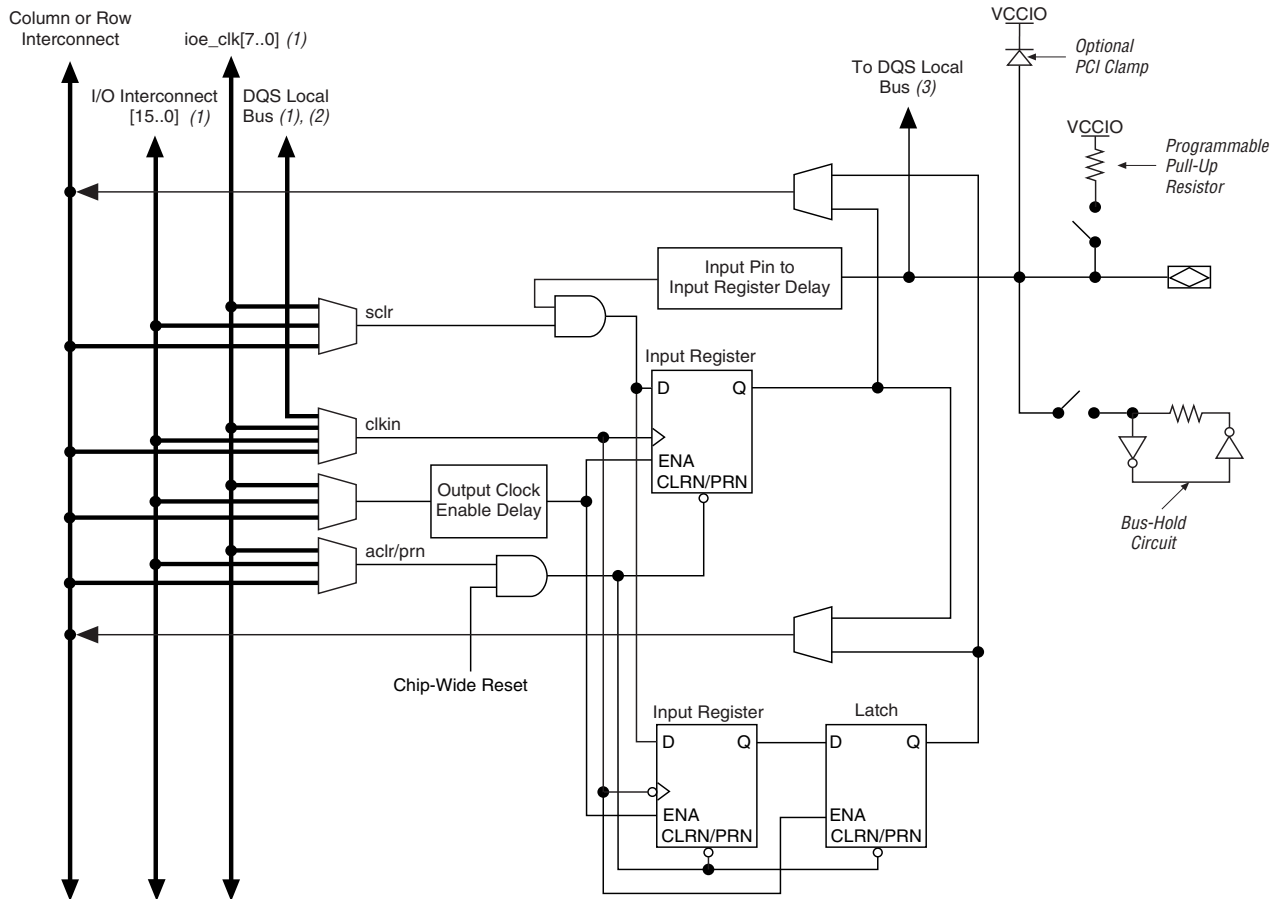 Column or Row
Interconnect
ioe_clk[7..0] (1)
I/O Interconnect
[15..0] (1)
DQS Local
Bus (1), (2)
To DQS Local
Bus (3)
VCCIO
Optional
PCI Clamp
VCCIO
Programmable
Pull-Up
Resistor
Input Pin to
Input Register Delay
sclr
Input Register
D
Q
clkin
ENA
CLRN/PRN
Output Clock
Enable Delay
Bus-Hold
Circuit
aclr/prn
Chip-Wide Reset
Input Register
D
Q
ENA
CLRN/PRN
Latch
D
Q
ENA
CLRN/PRN